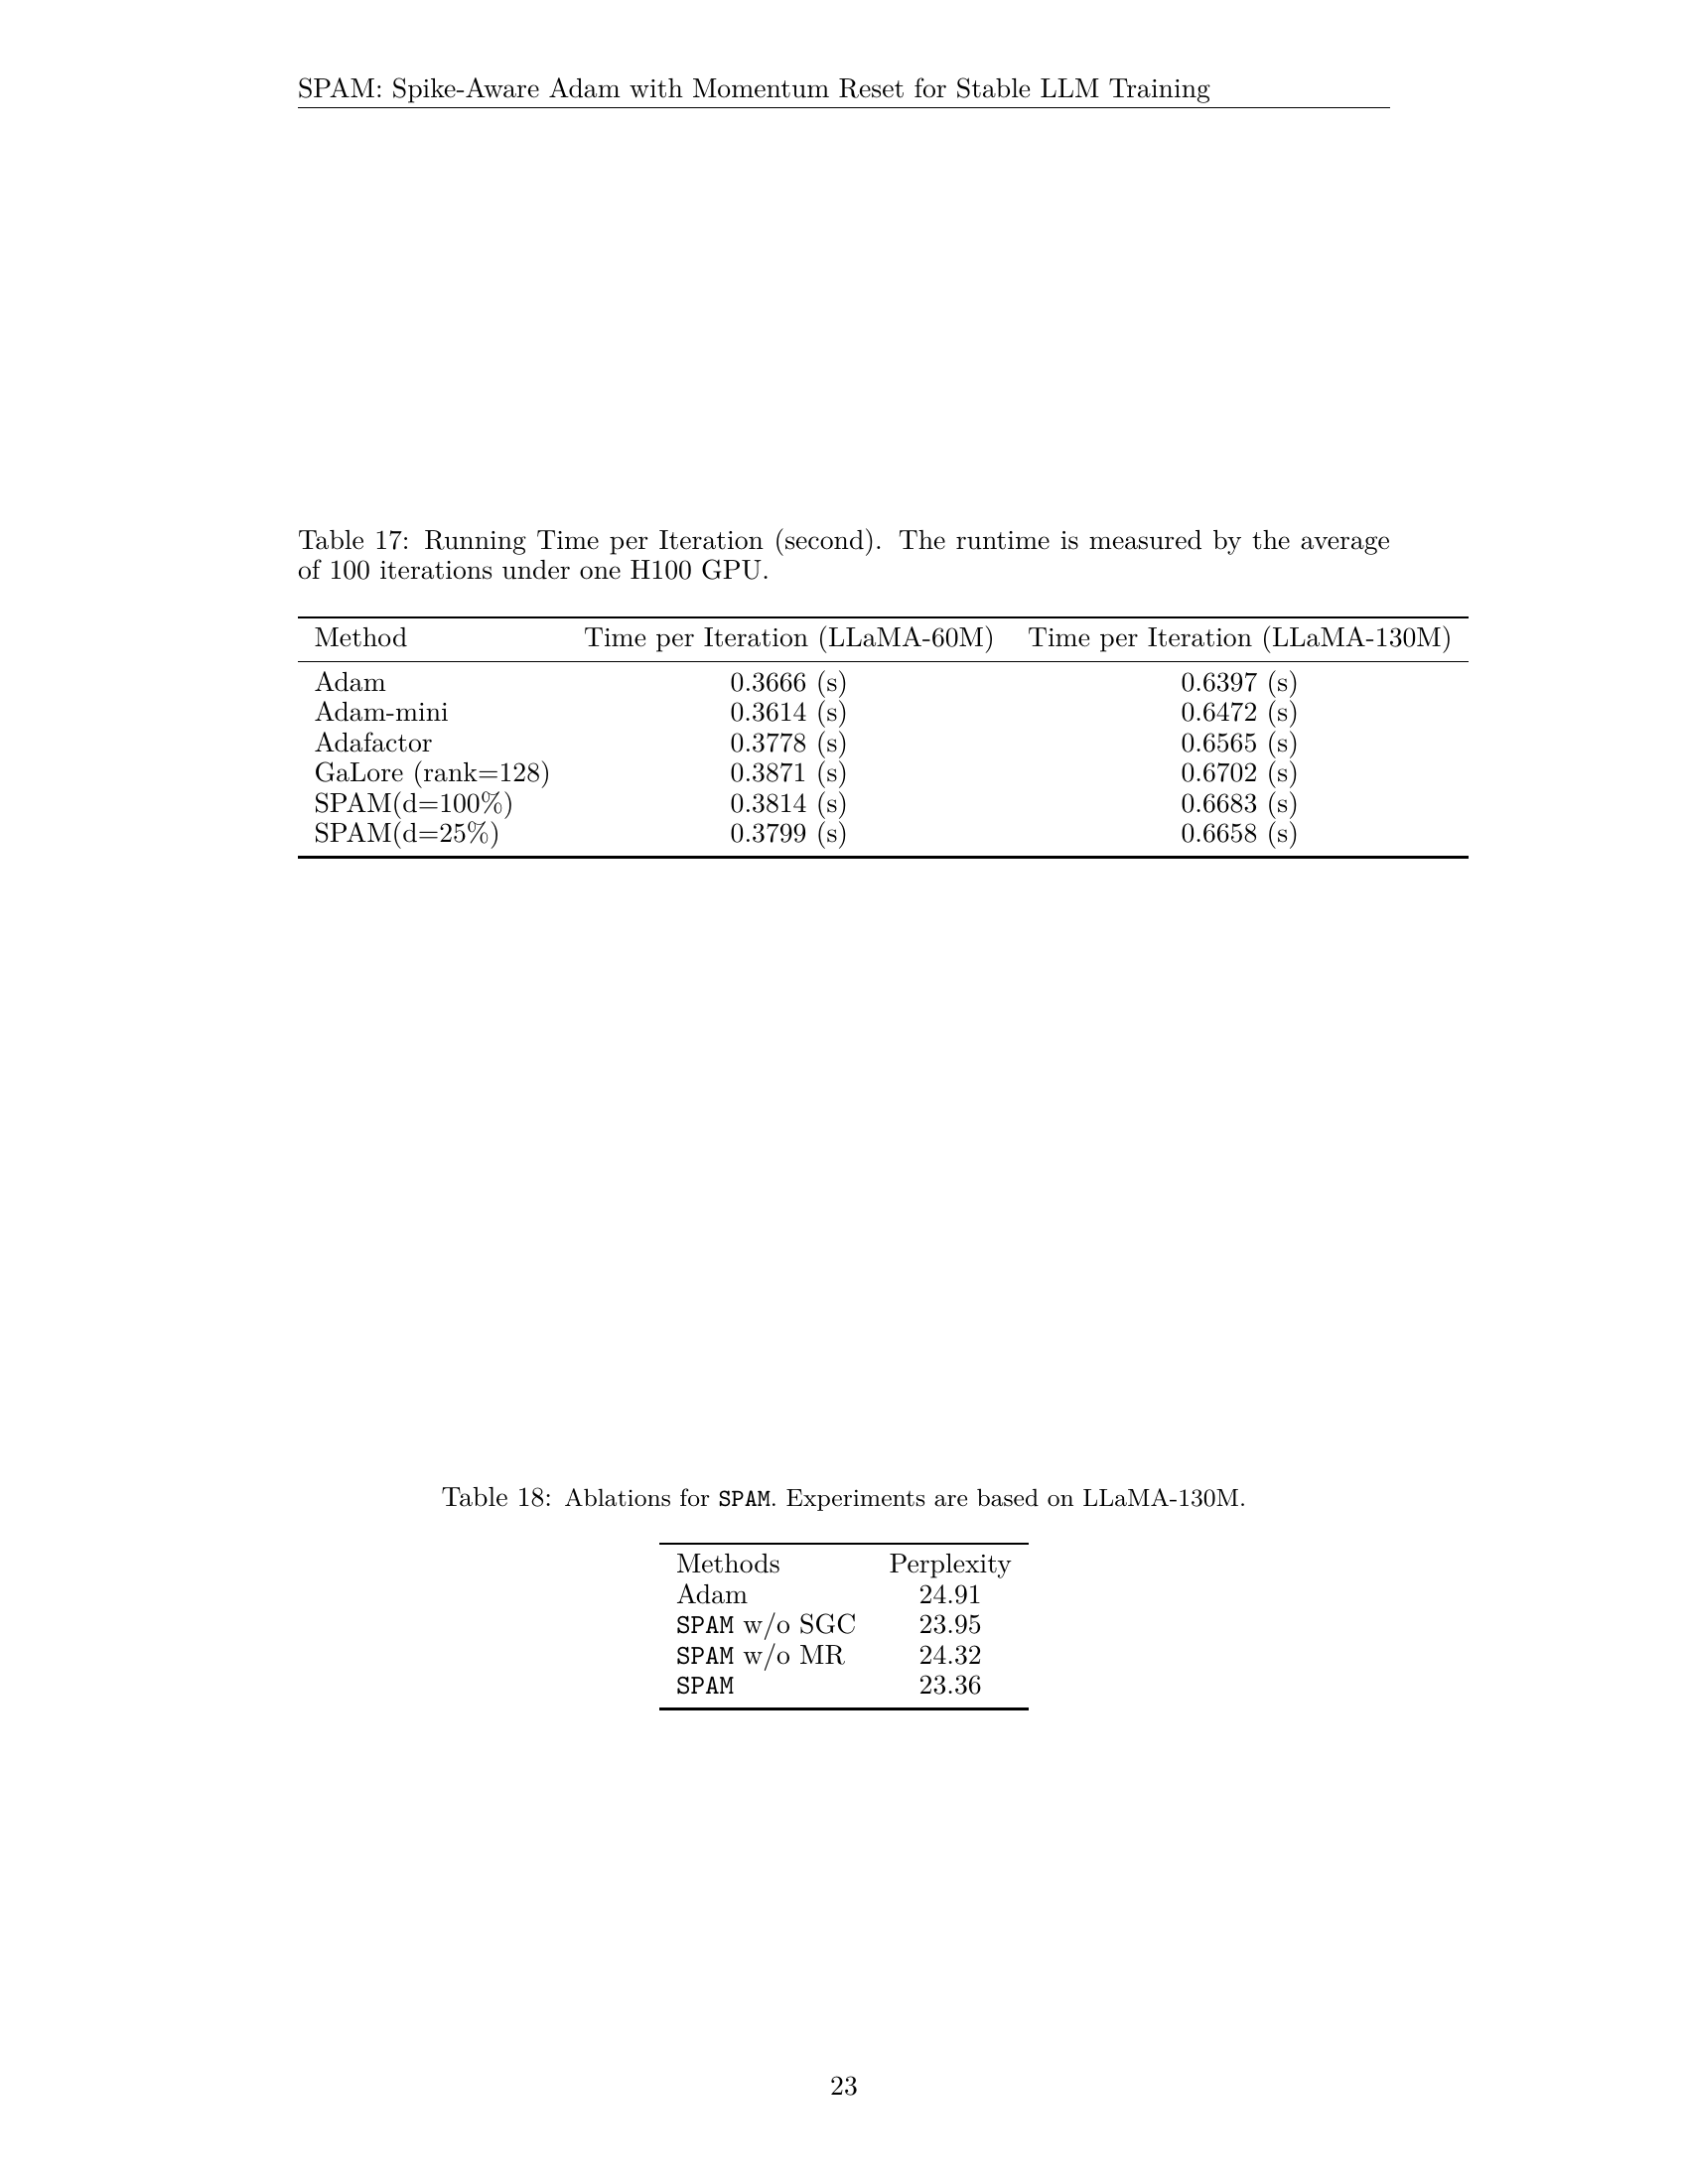 SPAM: Spike-Aware Adam with Momentum Reset for Stable LLM Training
Table 17: Running Time per Iteration (second). The runtime is measured by the average
of 100 iterations under one H100 GPU.
Method Time per Iteration (LLaMA-60M) Time per Iteration (LLaMA-130M)
Adam 0.3666 (s) 0.6397 (s)
Adam-mini 0.3614 (s) 0.6472 (s)
Adafactor 0.3778 (s) 0.6565 (s)
GaLore (rank=128) 0.3871 (s) 0.6702 (s)
SPAM(d=100%) 0.3814 (s) 0.6683 (s)
SPAM(d=25%) 0.3799 (s) 0.6658 (s)
Table 18: Ablations for SPAM. Experiments are based on LLaMA-130M.
Methods Perplexity
Adam 24.91
SPAM w/o SGC 23.95
SPAM w/o MR 24.32
SPAM 23.36
23